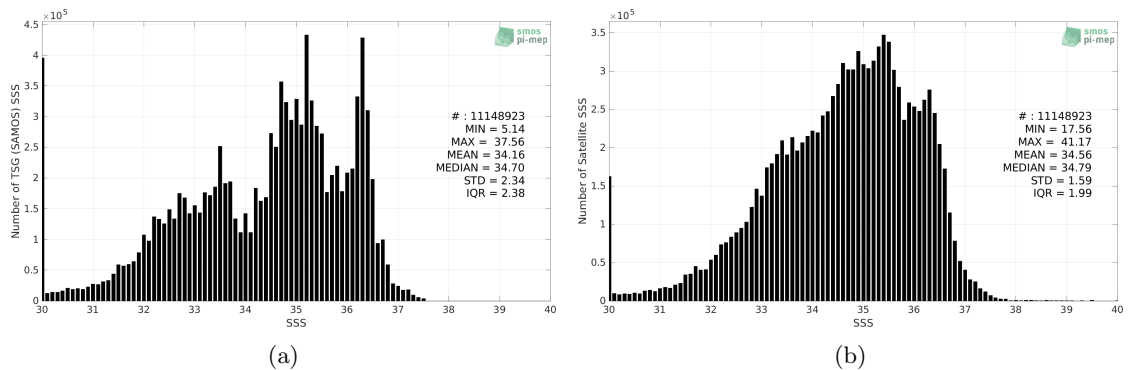 ×10^5
4.5
4
3.5
3
2.5
2
1.5
1
0.5
0
Number of TSG (SAMOS) SSS
smos
pi-mep
# : 11148923
MIN = 5.14
MAX = 37.56
MEAN = 34.16
MEDIAN = 34.70
STD = 2.34
IQR = 2.38
30 31 32 33 34 35 36 37 38 39 40
SSS
(a)
×10^5
3.5
3
2.5
2
1.5
1
0.5
0
Number of Satellite SSS
smos
pi-mep
# : 11148923
MIN = 17.56
MAX = 41.17
MEAN = 34.56
MEDIAN = 34.79
STD = 1.59
IQR = 1.99
30 31 32 33 34 35 36 37 38 39 40
SSS
(b)